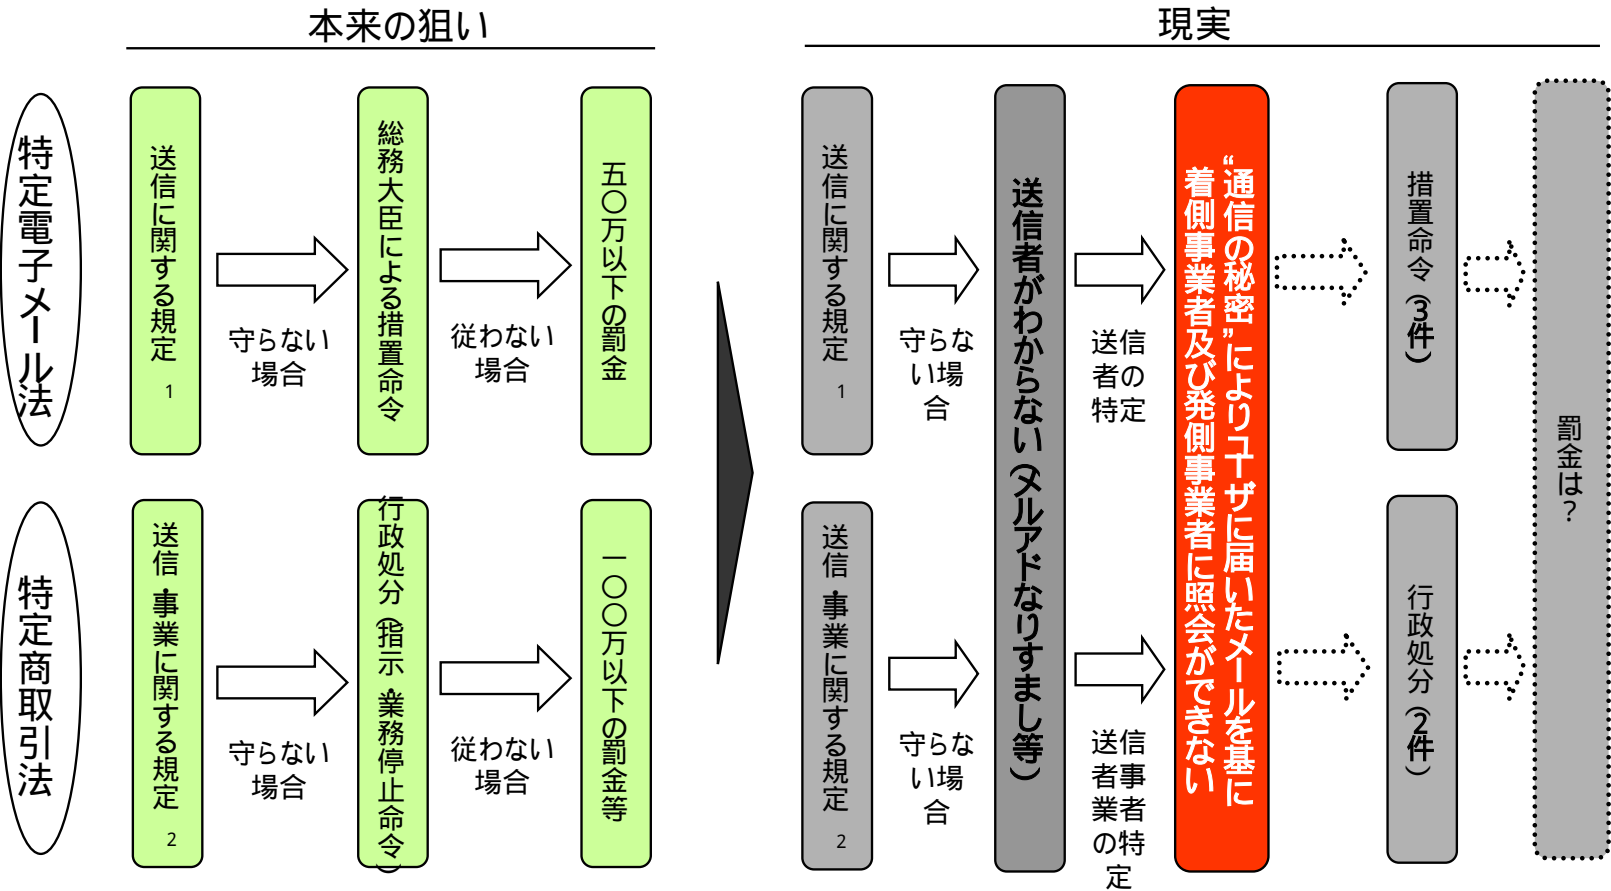 本来の狙い
現実
特定電子メール法
送信に関する規定
1
守らない
場合
総務大臣による措置命令
従わない
場合
五〇万以下の罰金
特定商取引法
送信・事業に関する規定
2
守らない
場合
行政処分(指示・業務停止命令)
従わない
場合
一〇〇万以下の罰金等
送信に関する規定
1
守らな
い場
合
送信・事業に関する規定
2
守らな
い場
合
送信者がわからない(メルアドなりすまし等)
送信
者の
特定
送信
者事
業者
の特
定
“通信の秘密”によりユーザに届いたメールを基に
着側事業者及び発側事業者に照会ができない
措置命令(3件)
行政処分(2件)
罰金は?